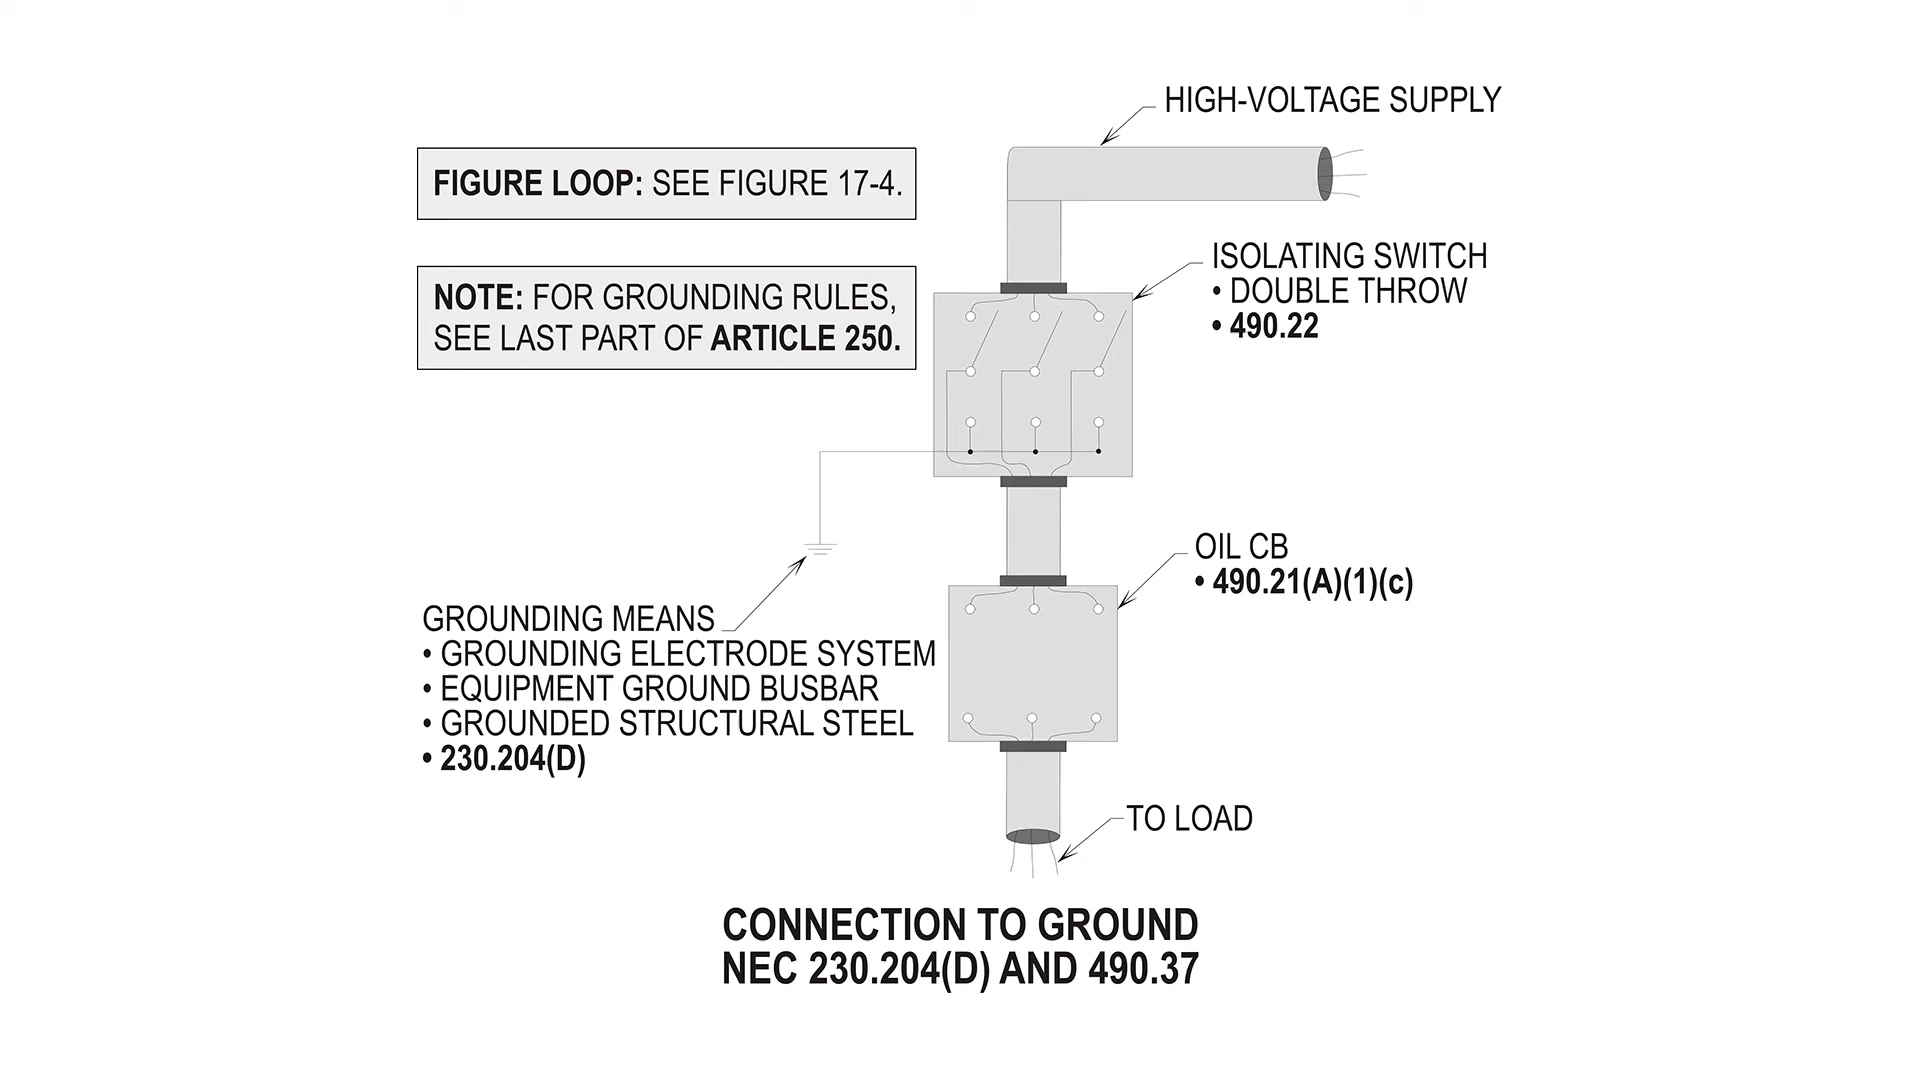 HIGH-VOLTAGE SUPPLY
FIGURE LOOP: SEE FIGURE 17-4.
NOTE: FOR GROUNDING RULES,
SEE LAST PART OF ARTICLE 250.
ISOLATING SWITCH
• DOUBLE THROW
• 490.22
OIL CB
• 490.21(A)(1)(c)
GROUNDING MEANS
• GROUNDING ELECTRODE SYSTEM
• EQUIPMENT GROUND BUSBAR
• GROUNDED STRUCTURAL STEEL
• 230.204(D)
TO LOAD
CONNECTION TO GROUND
NEC 230.204(D) AND 490.37